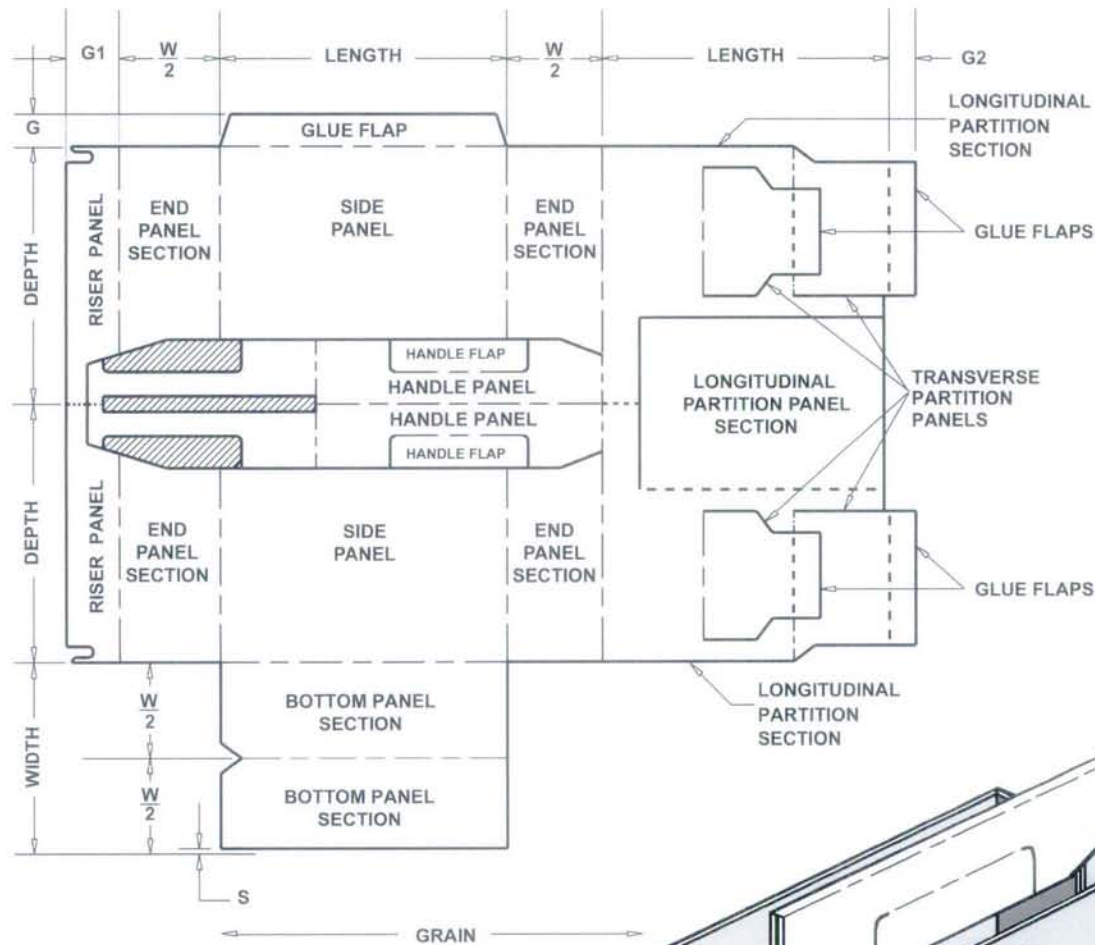 G1
W
2
LENGTH
W
2
LENGTH
G2
G
GLUE FLAP
LONGITUDINAL
PARTITION
SECTION
DEPTH
RISER PANEL
END
PANEL
SECTION
SIDE
PANEL
END
PANEL
SECTION
GLUE FLAPS
HANDLE FLAP
HANDLE PANEL
HANDLE PANEL
HANDLE FLAP
LONGITUDINAL
PARTITION PANEL
SECTION
TRANSVERSE
PARTITION
PANELS
DEPTH
RISER PANEL
END
PANEL
SECTION
SIDE
PANEL
END
PANEL
SECTION
GLUE FLAPS
WIDTH
W
2
BOTTOM PANEL
SECTION
LONGITUDINAL
PARTITION
SECTION
W
2
BOTTOM PANEL
SECTION
S
GRAIN